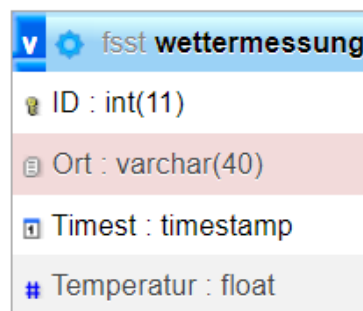 v fsst wettermessung
ID : int(11)
Ort : varchar(40)
Timest : timestamp
# Temperatur : float